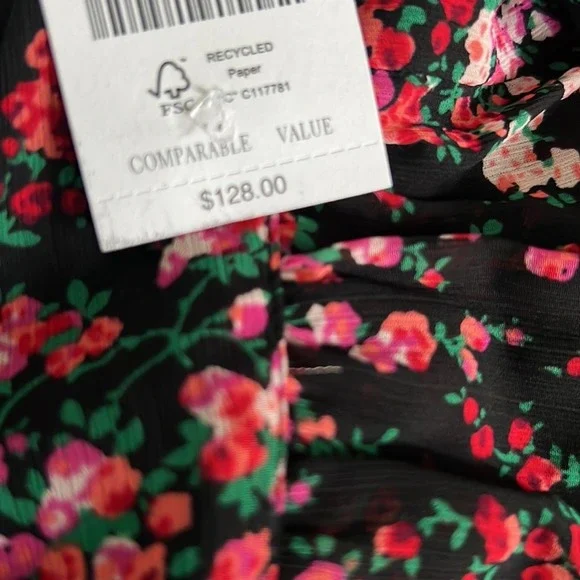 RECYCLED
Paper
FSC C117781
COMPARABLE VALUE
$128.00